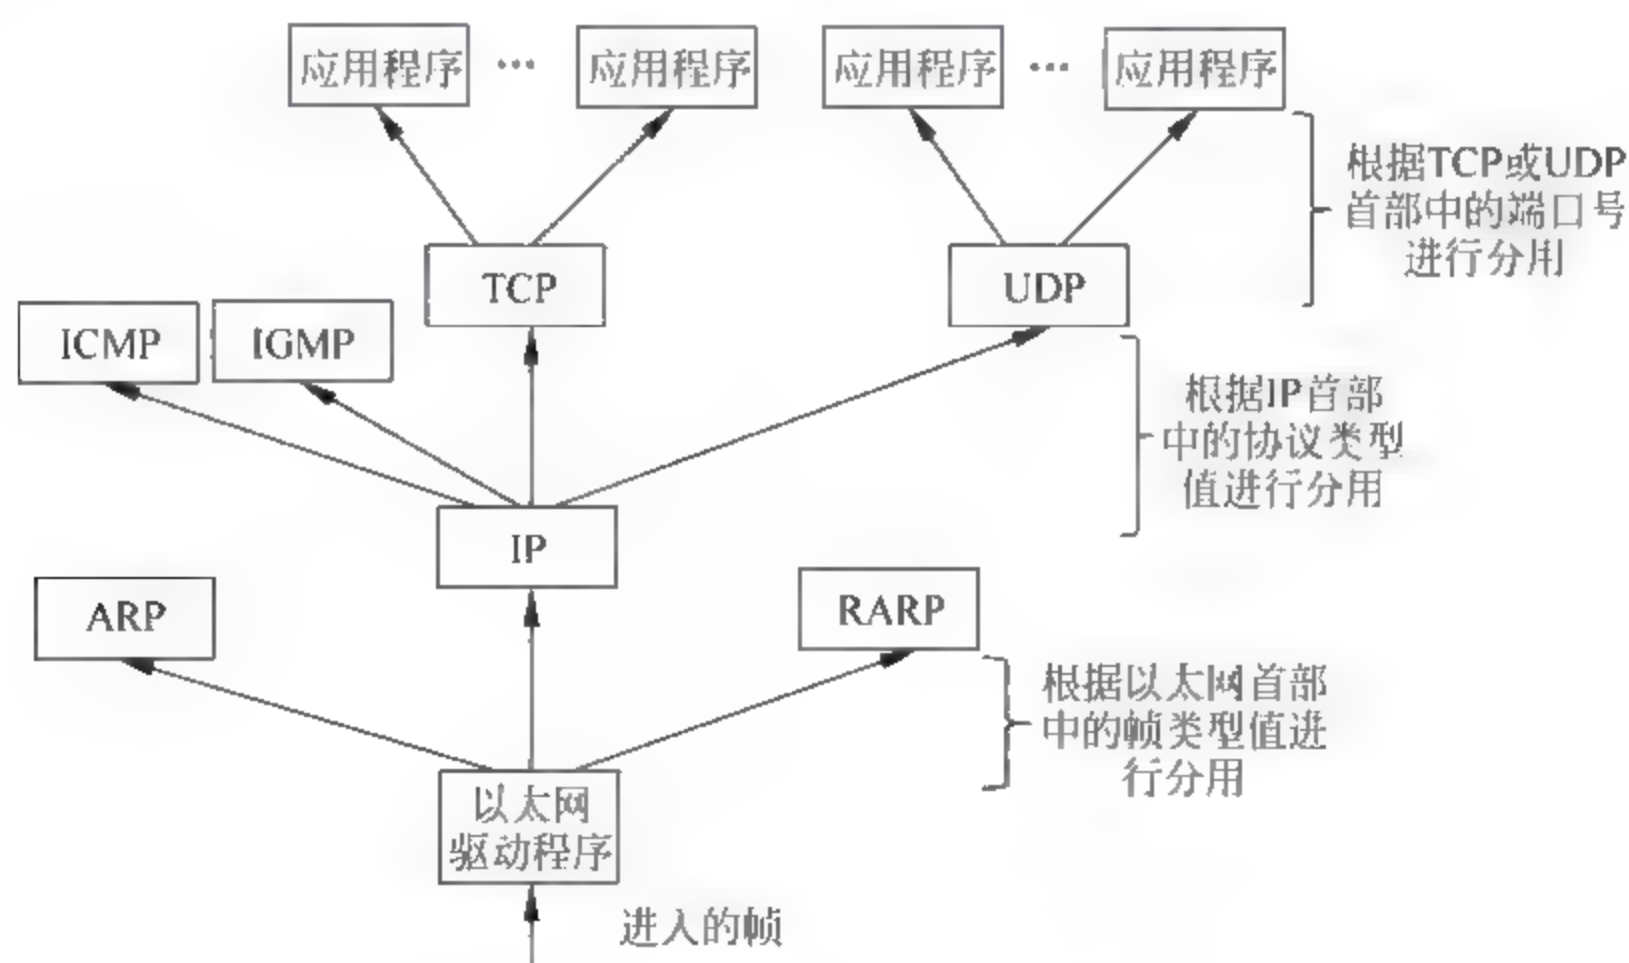 应用程序 … 应用程序 应用程序 … 应用程序
根据TCP或UDP
首部中的端口号
进行分用
TCP UDP
ICMP IGMP
根据IP首部
中的协议类型
值进行分用
IP
ARP RARP
根据以太网首部
中的帧类型值进
行分用
以太网
驱动程序
进入的帧